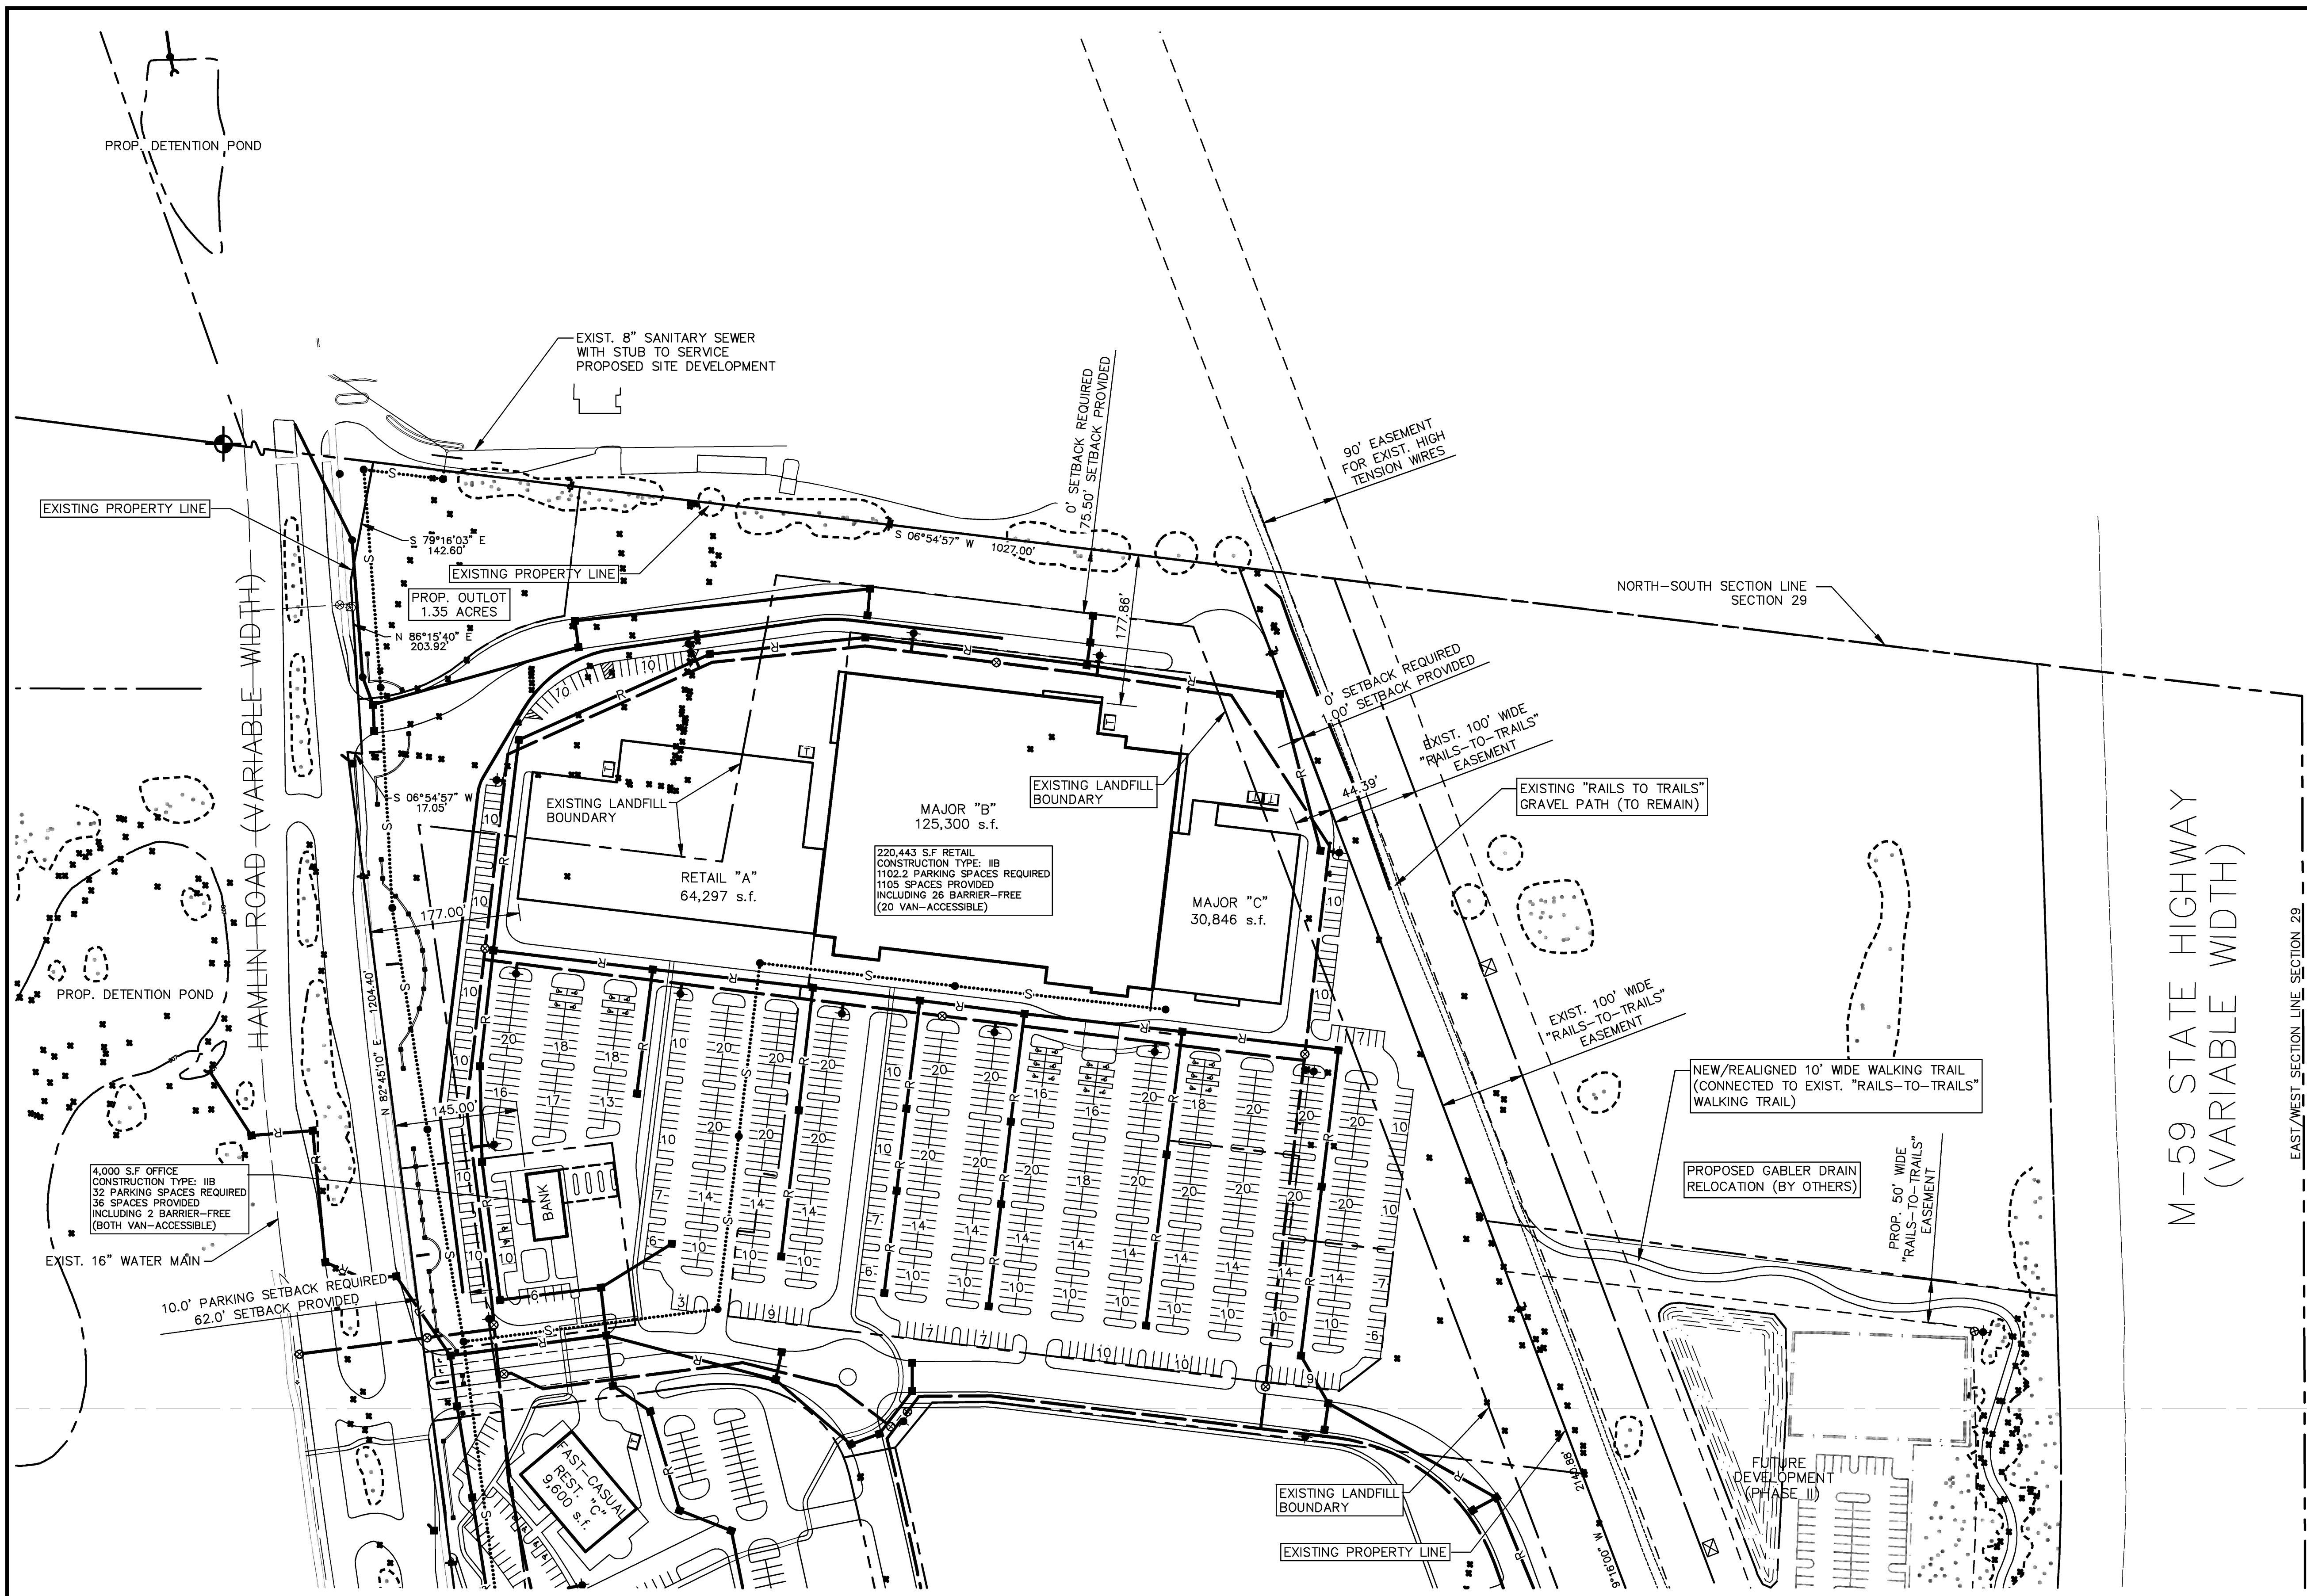 PROP. DETENTION POND
EXIST. 8" SANITARY SEWER
WITH STUB TO SERVICE
PROPOSED SITE DEVELOPMENT
0' SETBACK REQUIRED
75.50' SETBACK PROVIDED
90' EASEMENT
FOR EXIST. HIGH
TENSION WIRES
EXISTING PROPERTY LINE
S 79°16'03" E
142.60'
S 06°54'57" W 1027.00'
EXISTING PROPERTY LINE
PROP. OUTLOT
1.35 ACRES
N 86°15'40" E
203.92'
177.86'
NORTH-SOUTH SECTION LINE
SECTION 29
HAMLIN ROAD (VARIABLE WIDTH)
0' SETBACK REQUIRED
1.00' SETBACK PROVIDED
EXIST. 100' WIDE
"RAILS-TO-TRAILS"
EASEMENT
44.39'
S 06°54'57" W
17.05'
EXISTING LANDFILL
BOUNDARY
EXISTING LANDFILL
BOUNDARY
EXISTING "RAILS TO TRAILS"
GRAVEL PATH (TO REMAIN)
MAJOR "B"
125,300 s.f.
220,443 S.F RETAIL
CONSTRUCTION TYPE: IIB
1102.2 PARKING SPACES REQUIRED
1105 SPACES PROVIDED
INCLUDING 26 BARRIER-FREE
(20 VAN-ACCESSIBLE)
RETAIL "A"
64,297 s.f.
MAJOR "C"
30,846 s.f.
177.00'
M-59 STATE HIGHWAY
(VARIABLE WIDTH)
EAST/WEST SECTION LINE SECTION 29
PROP. DETENTION POND
N 82°45'10" E 1204.40'
145.00'
EXIST. 100' WIDE
"RAILS-TO-TRAILS"
EASEMENT
NEW/REALIGNED 10' WIDE WALKING TRAIL
(CONNECTED TO EXIST. "RAILS-TO-TRAILS"
WALKING TRAIL)
4,000 S.F OFFICE
CONSTRUCTION TYPE: IIB
32 PARKING SPACES REQUIRED
36 SPACES PROVIDED
INCLUDING 2 BARRIER-FREE
(BOTH VAN-ACCESSIBLE)
BANK
PROPOSED GABLER DRAIN
RELOCATION (BY OTHERS)
PROP. 50' WIDE
"RAILS-TO-TRAILS"
EASEMENT
EXIST. 16" WATER MAIN
10.0' PARKING SETBACK REQUIRED
62.0' SETBACK PROVIDED
FAST-CASUAL
REST. "C"
9,600 s.f.
FUTURE
DEVELOPMENT
(PHASE II)
EXISTING LANDFILL
BOUNDARY
EXISTING PROPERTY LINE